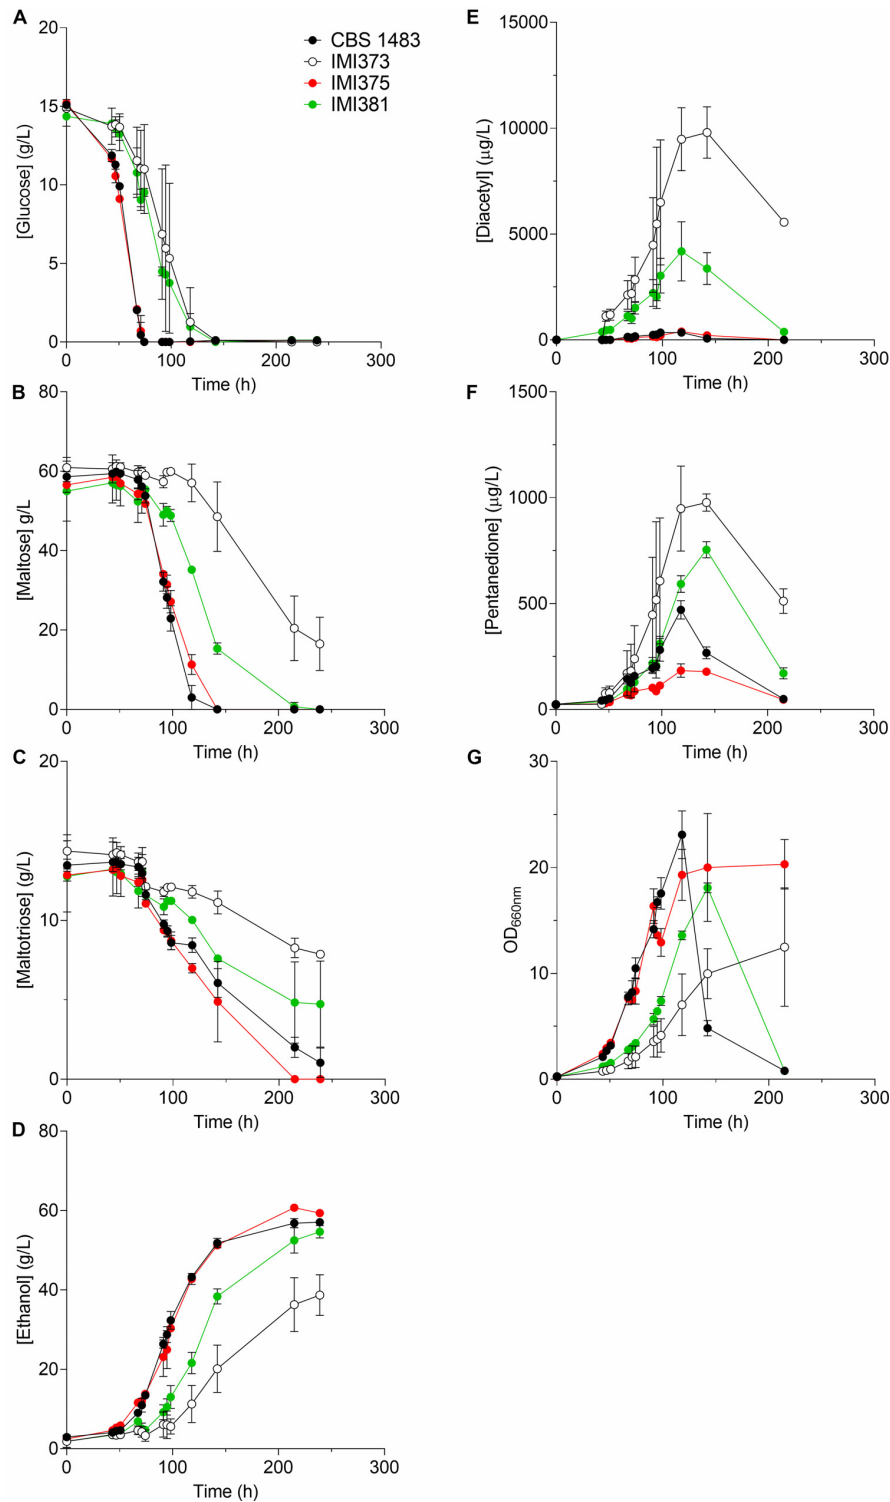 A
[Glucose] (g/L)
20
15
10
5
0
0 100 200 300
Time (h)
CBS 1483
IMI373
IMI375
IMI381
B
[Maltose] g/L
80
60
40
20
0
0 100 200 300
Time (h)
C
[Maltotriose] (g/L)
20
10
0
0 100 200 300
Time (h)
D
[Ethanol] (g/L)
80
60
40
20
0
0 100 200 300
Time (h)
E
[Diacetyl] (µg/L)
15000
10000
5000
0
0 100 200 300
Time (h)
F
[Pentanedione] (µg/L)
1500
1000
500
0
0 100 200 300
Time (h)
G
OD660nm
30
20
10
0
0 100 200 300
Time (h)